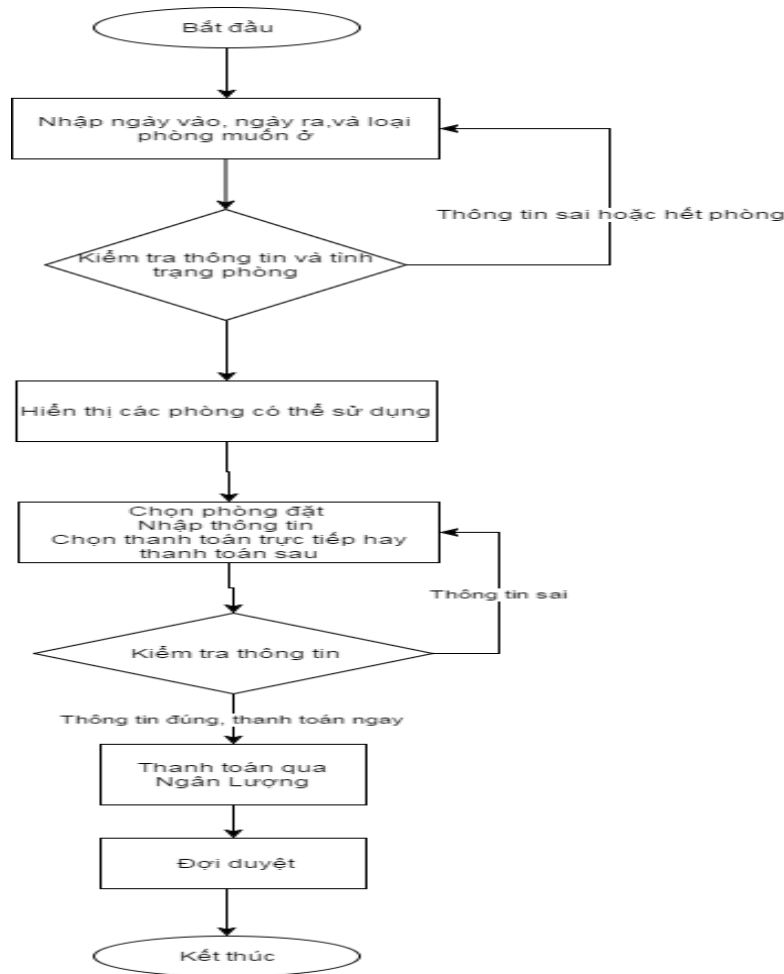 Bắt đầu
Nhập ngày vào, ngày ra,và loại
phòng muốn ở
Thông tin sai hoặc hết phòng
Kiểm tra thông tin và tình
trạng phòng
Hiển thị các phòng có thể sử dụng
Chọn phòng đặt
Nhập thông tin
Chọn thanh toán trực tiếp hay
thanh toán sau
Thông tin sai
Kiểm tra thông tin
Thông tin đúng, thanh toán ngay
Thanh toán qua
Ngân Lượng
Đợi duyệt
Kết thúc